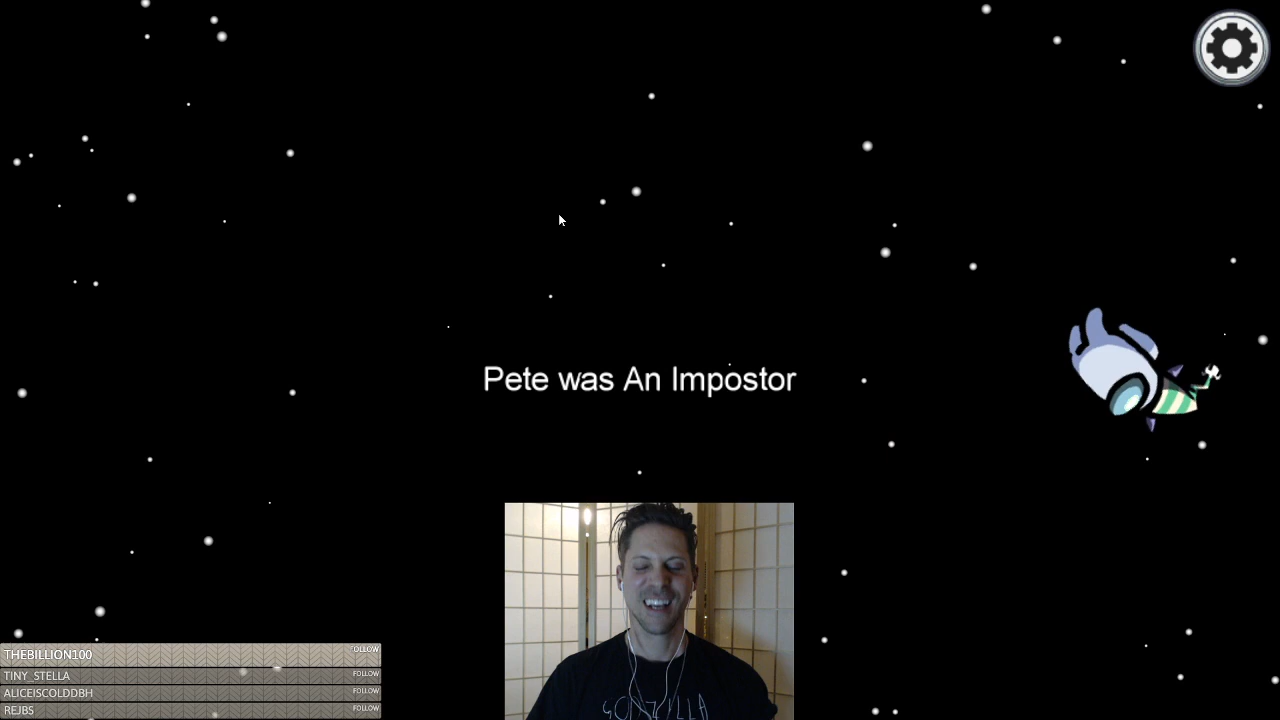 Pete was An Impostor
THEBILLION100 FOLLOW
TINY_STELLA FOLLOW
ALICEISCOLDDBH FOLLOW
REJBS FOLLOW